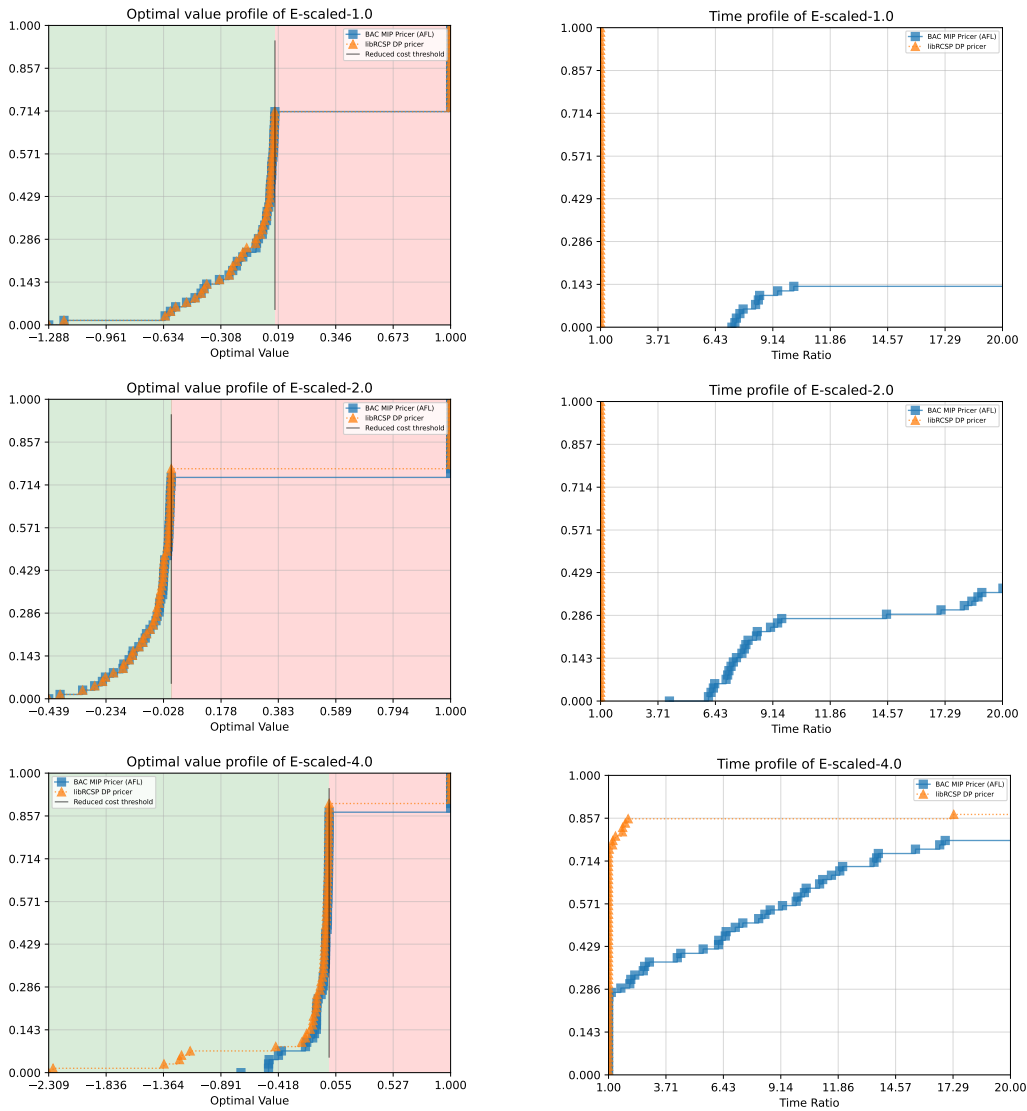 Optimal value profile of E-scaled-1.0
1.000
0.857
0.714
0.571
0.429
0.286
0.143
0.000
BAC MIP Pricer (AFL)
libRCSP DP pricer
Reduced cost threshold
−1.288 −0.961 −0.634 −0.308 0.019 0.346 0.673 1.000
Optimal Value
Time profile of E-scaled-1.0
1.000
0.857
0.714
0.571
0.429
0.286
0.143
0.000
BAC MIP Pricer (AFL)
libRCSP DP pricer
1.00 3.71 6.43 9.14 11.86 14.57 17.29 20.00
Time Ratio
Optimal value profile of E-scaled-2.0
1.000
0.857
0.714
0.571
0.429
0.286
0.143
0.000
BAC MIP Pricer (AFL)
libRCSP DP pricer
Reduced cost threshold
−0.439 −0.234 −0.028 0.178 0.383 0.589 0.794 1.000
Optimal Value
Time profile of E-scaled-2.0
1.000
0.857
0.714
0.571
0.429
0.286
0.143
0.000
BAC MIP Pricer (AFL)
libRCSP DP pricer
1.00 3.71 6.43 9.14 11.86 14.57 17.29 20.00
Time Ratio
Optimal value profile of E-scaled-4.0
1.000
0.857
0.714
0.571
0.429
0.286
0.143
0.000
BAC MIP Pricer (AFL)
libRCSP DP pricer
Reduced cost threshold
−2.309 −1.836 −1.364 −0.891 −0.418 0.055 0.527 1.000
Optimal Value
Time profile of E-scaled-4.0
1.000
0.857
0.714
0.571
0.429
0.286
0.143
0.000
BAC MIP Pricer (AFL)
libRCSP DP pricer
1.00 3.71 6.43 9.14 11.86 14.57 17.29 20.00
Time Ratio